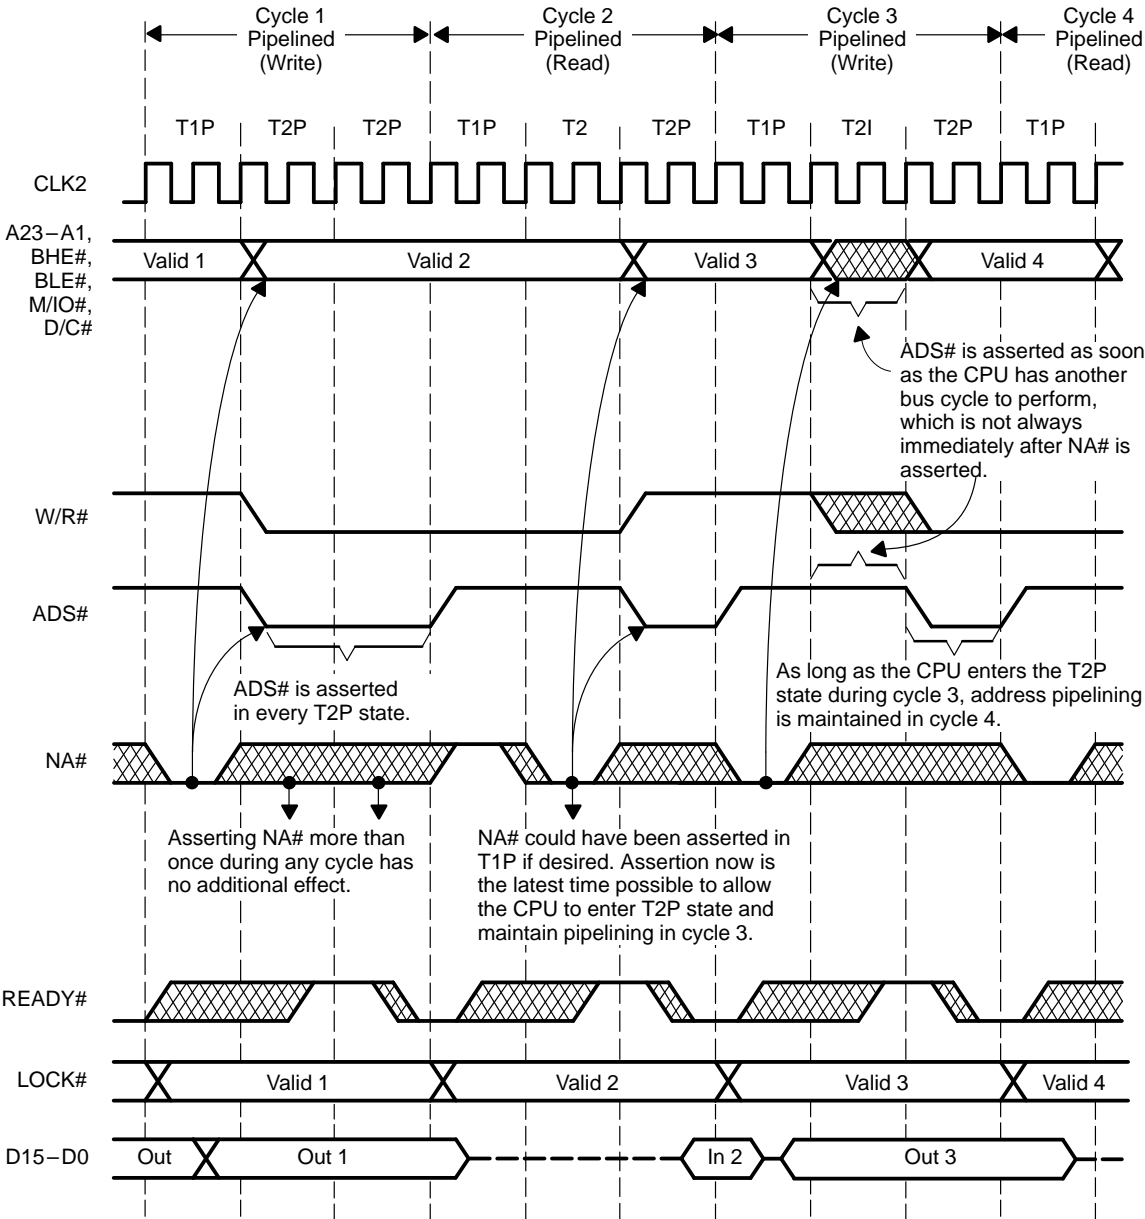 Cycle 1
Pipelined
(Write)
Cycle 2
Pipelined
(Read)
Cycle 3
Pipelined
(Write)
Cycle 4
Pipelined
(Read)
T1P T2P T2P T1P T2 T2P T1P T2I T2P T1P
CLK2
A23–A1,
BHE#,
BLE#,
M/IO#,
D/C#
Valid 1 Valid 2 Valid 3 Valid 4
ADS# is asserted as soon
as the CPU has another
bus cycle to perform,
which is not always
immediately after NA# is
asserted.
W/R#
ADS#
ADS# is asserted
in every T2P state.
As long as the CPU enters the T2P
state during cycle 3, address pipelining
is maintained in cycle 4.
NA#
Asserting NA# more than
once during any cycle has
no additional effect.
NA# could have been asserted in
T1P if desired. Assertion now is
the latest time possible to allow
the CPU to enter T2P state and
maintain pipelining in cycle 3.
READY#
LOCK#
Valid 1 Valid 2 Valid 3 Valid 4
D15–D0
Out Out 1 In 2 Out 3